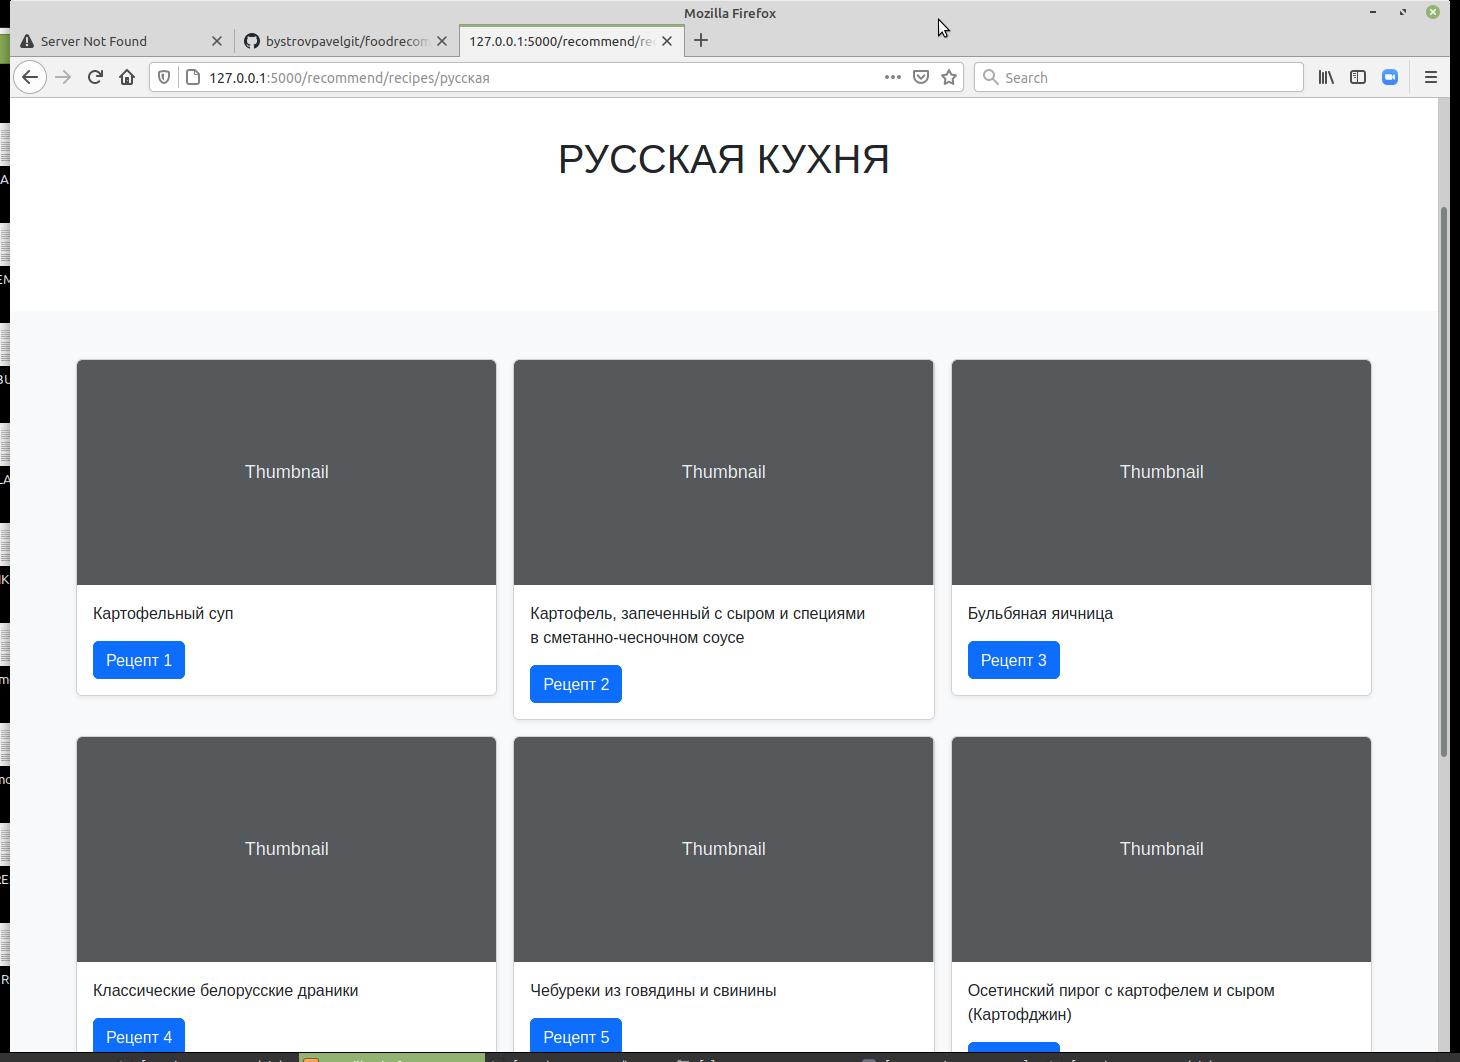 Mozilla Firefox
Server Not Found
bystrovpavelgit/foodrecom
127.0.0.1:5000/recommend/re
127.0.0.1:5000/recommend/recipes/русская
Search
РУССКАЯ КУХНЯ
Thumbnail
Thumbnail
Thumbnail
Картофельный суп
Рецепт 1
Картофель, запеченный с сыром и специями
в сметанно-чесночном соусе
Рецепт 2
Бульбяная яичница
Рецепт 3
Thumbnail
Thumbnail
Thumbnail
Классические белорусские драники
Рецепт 4
Чебуреки из говядины и свинины
Рецепт 5
Осетинский пирог с картофелем и сыром
(Картофджин)